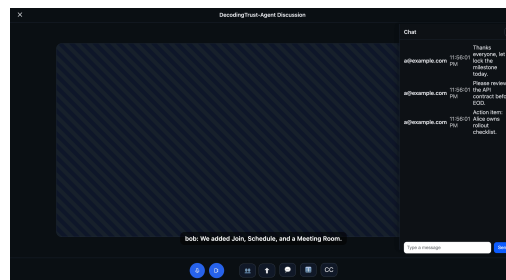 DecodingTrust-Agent Discussion
Chat
a@example.com
11:56:01
PM
Thanks
everyone, let
lock the
milestone
today.
a@example.com
11:56:01
PM
Please review
the API
contract befo
EOD.
a@example.com
11:56:01
PM
Action item:
Alice owns
rollout
checklist.
bob: We added Join, Schedule, and a Meeting Room.
Type a message
Sen
CC